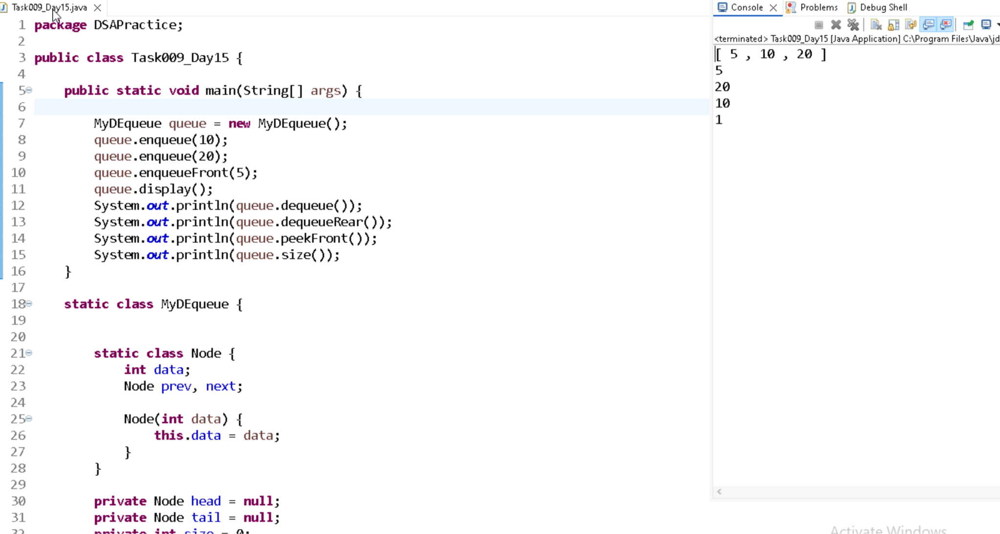 Task009_Day15.java
1 package DSAPractice;
2
3 public class Task009_Day15 {
4
5 public static void main(String[] args) {
6
7 MyDEqueue queue = new MyDEqueue();
8 queue.enqueue(10);
9 queue.enqueue(20);
10 queue.enqueueFront(5);
11 queue.display();
12 System.out.println(queue.dequeue());
13 System.out.println(queue.dequeueRear());
14 System.out.println(queue.peekFront());
15 System.out.println(queue.size());
16 }
17
18 static class MyDEqueue {
19
20
21 static class Node {
22 int data;
23 Node prev, next;
24
25 Node(int data) {
26 this.data = data;
27 }
28 }
29
30 private Node head = null;
31 private Node tail = null;
32 private int size = 0;
Console Problems Debug Shell
<terminated> Task009_Day15 [Java Application] C:\Program Files\Java\jd
[ 5 , 10 , 20 ]
5
20
10
1
Activate Windows